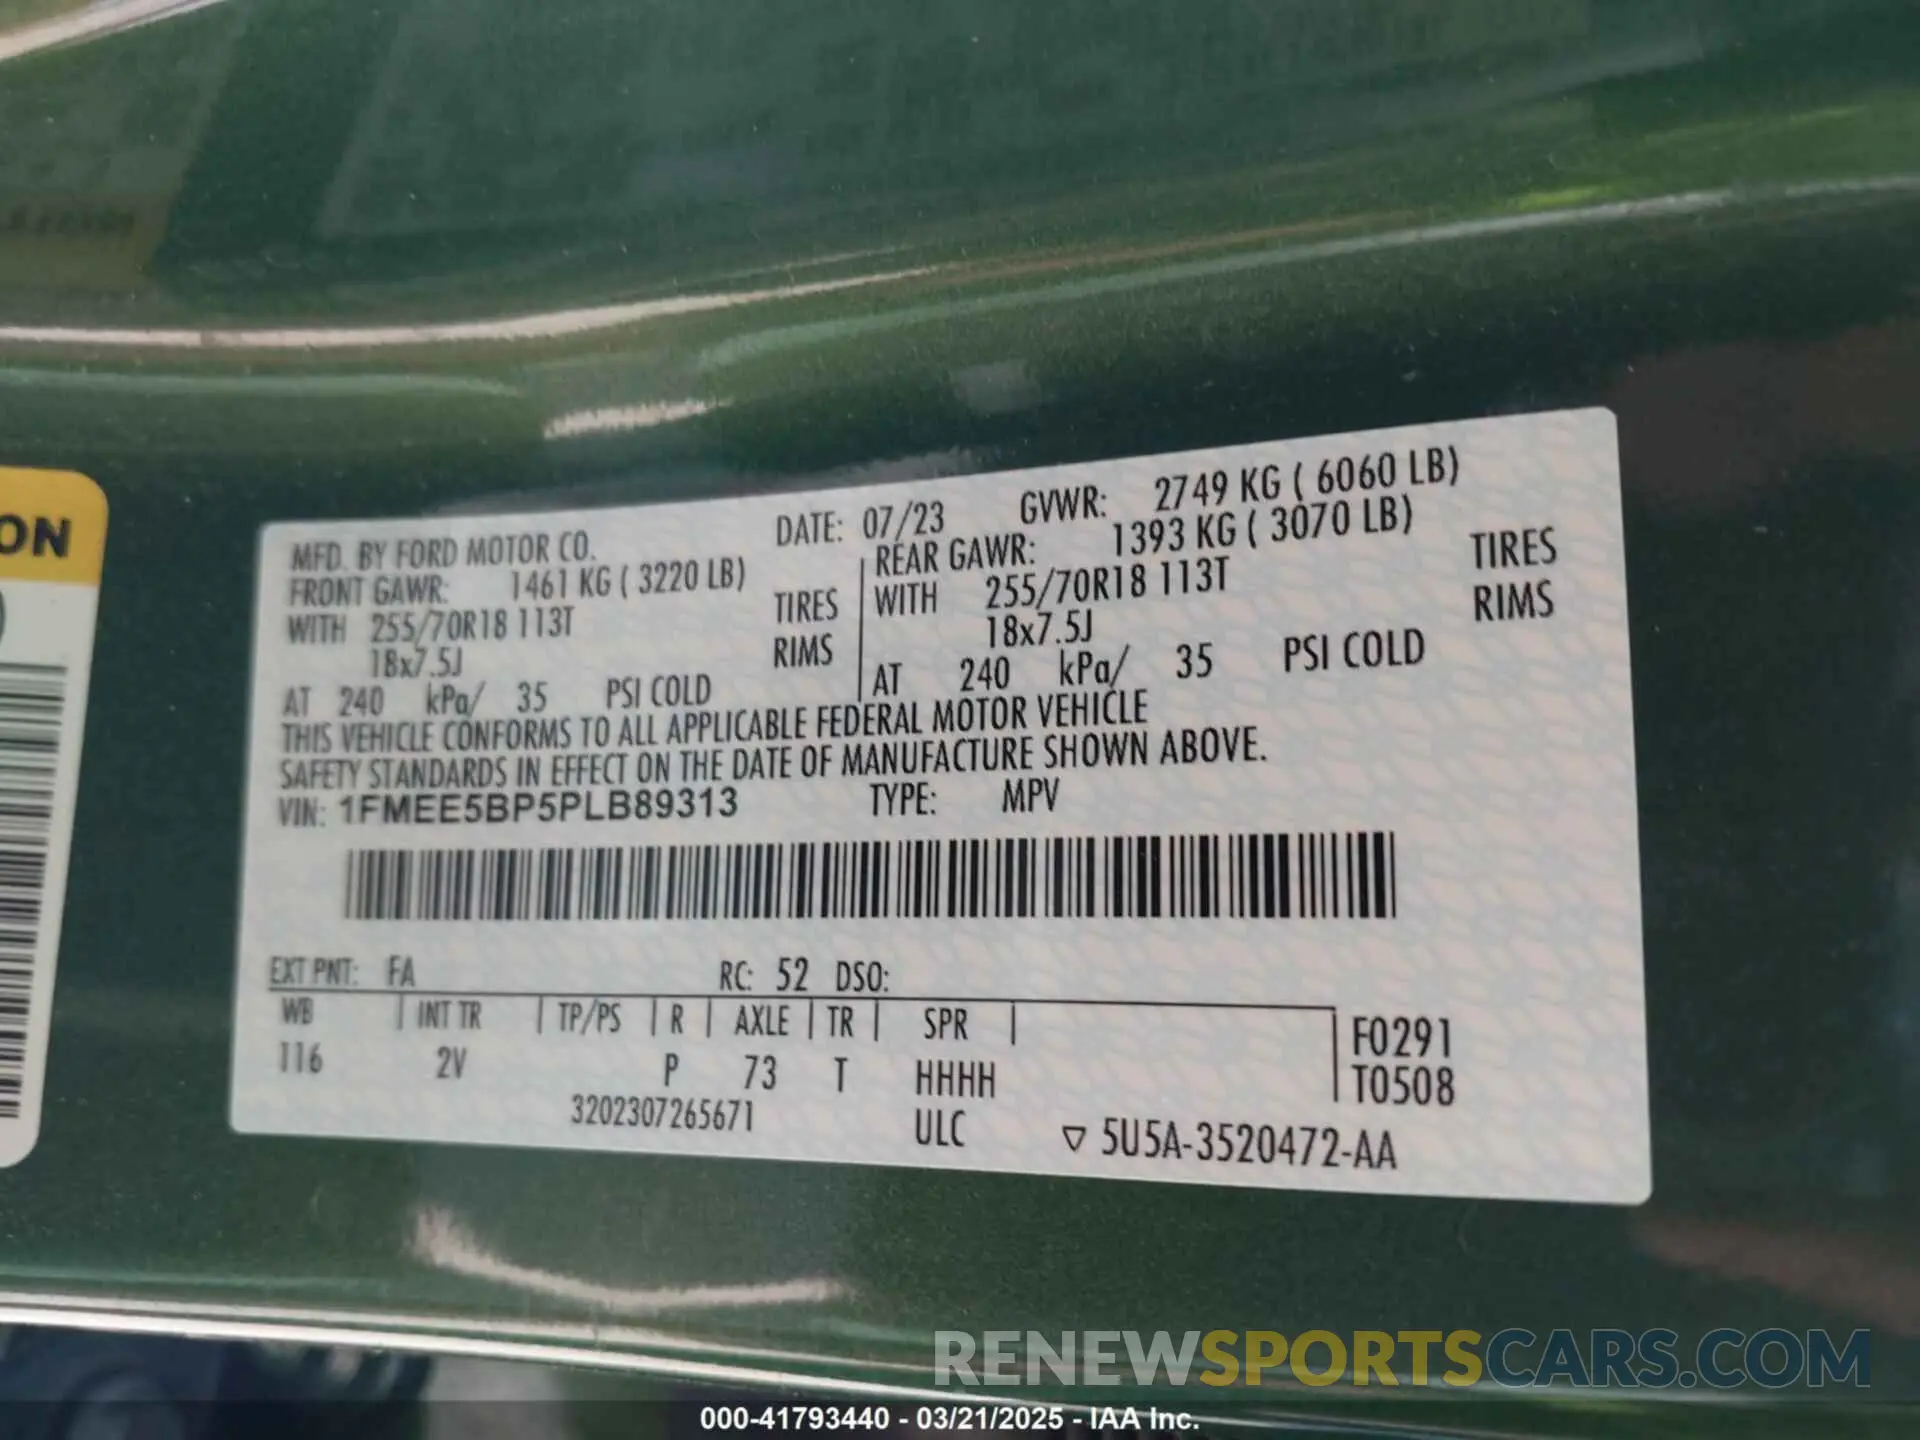 ON
MFD. BY FORD MOTOR CO. DATE: 07/23 GVWR: 2749 KG ( 6060 LB)
FRONT GAWR: 1461 KG ( 3220 LB) REAR GAWR: 1393 KG ( 3070 LB)
WITH 255/70R18 113T TIRES WITH 255/70R18 113T TIRES
18x7.5J RIMS 18x7.5J RIMS
AT 240 kPa/ 35 PSI COLD AT 240 kPa/ 35 PSI COLD
THIS VEHICLE CONFORMS TO ALL APPLICABLE FEDERAL MOTOR VEHICLE
SAFETY STANDARDS IN EFFECT ON THE DATE OF MANUFACTURE SHOWN ABOVE.
VIN: 1FMEE5BP5PLB89313 TYPE: MPV
EXT PNT: FA RC: 52 DSO:
WB INT TR TP/PS R AXLE TR SPR F0291
116 2V P 73 T HHHH T0508
3202307265671 ULC ▽ 5U5A-3520472-AA
RENEWSPORTSCARS.COM
000-41793440 - 03/21/2025 - IAA Inc.